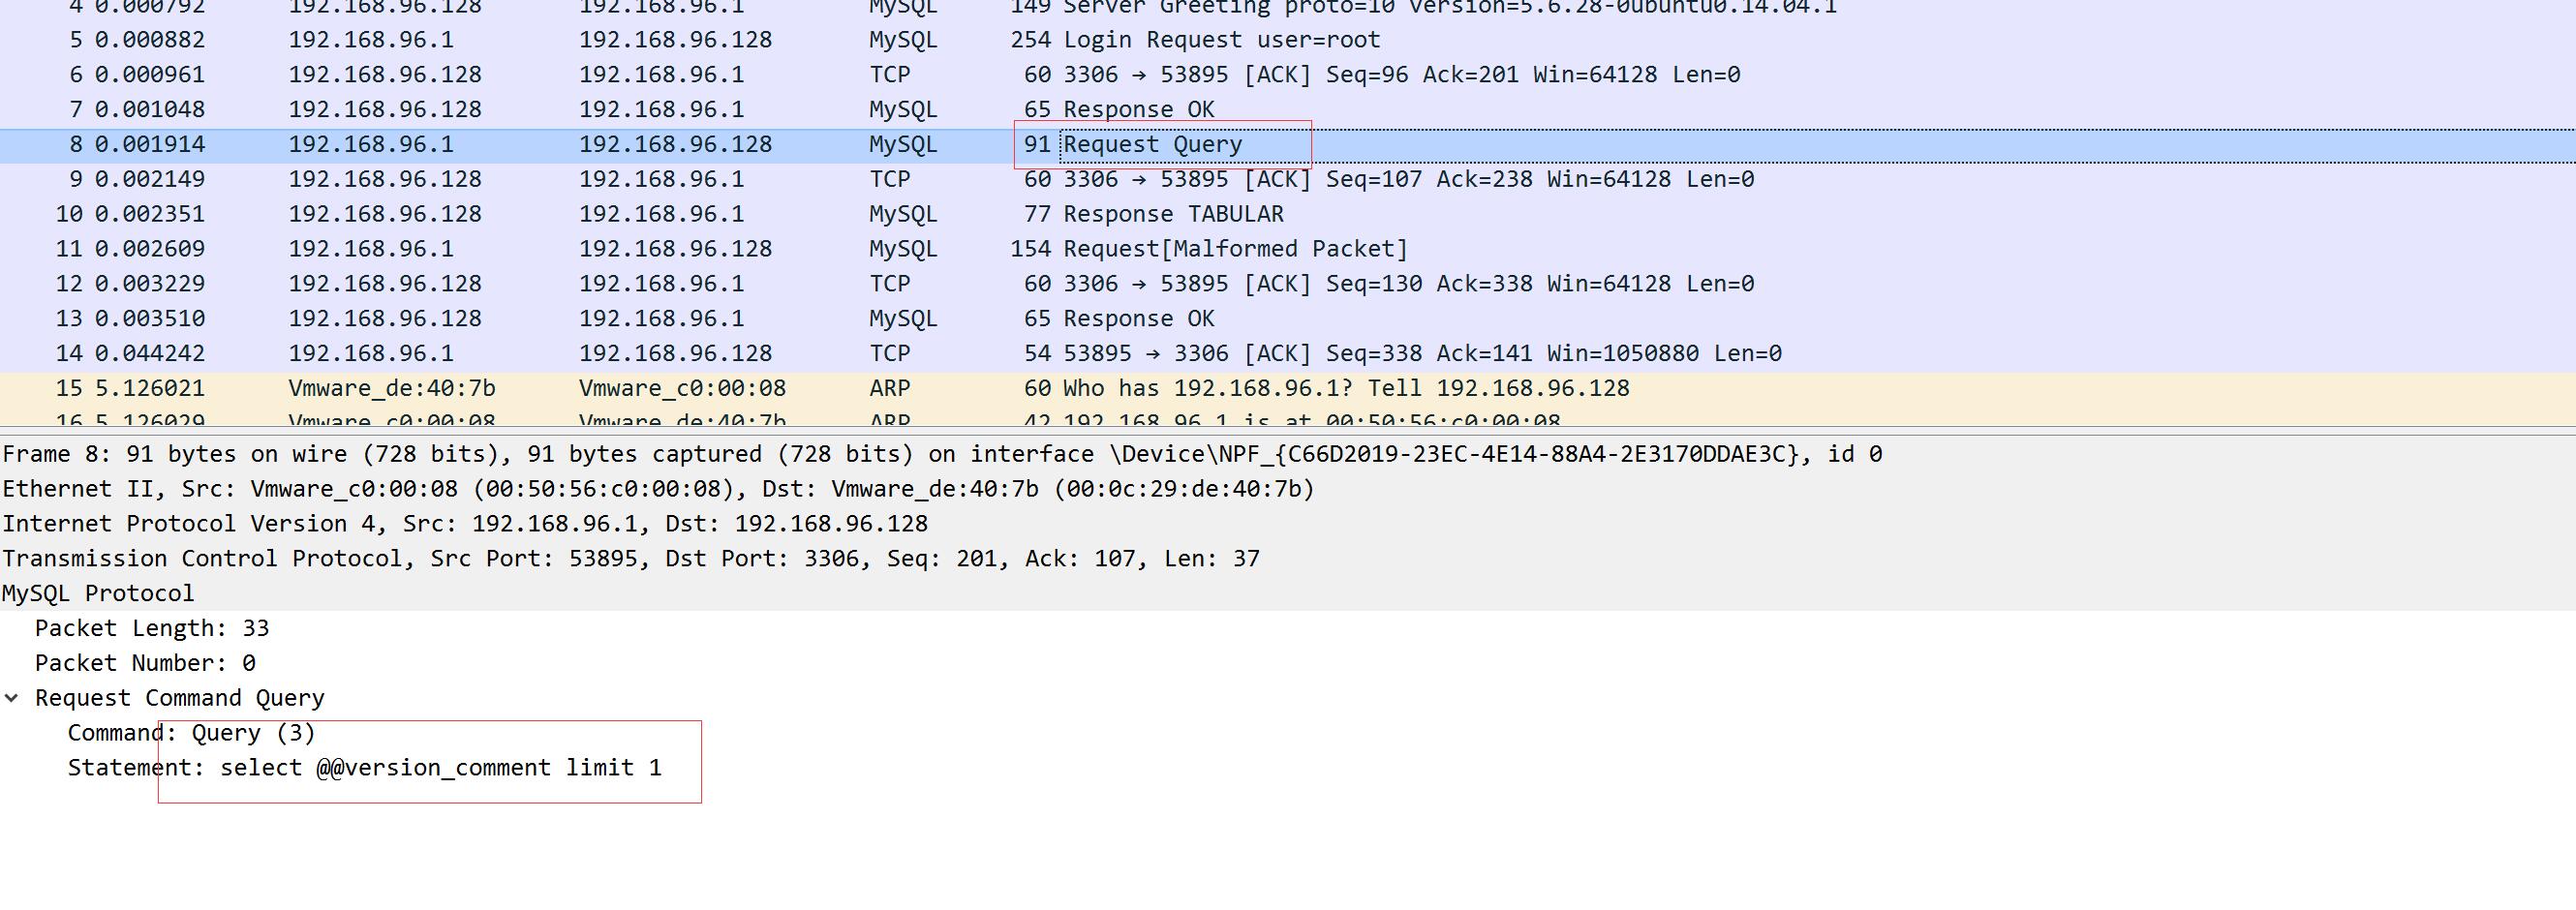 4 0.000792 192.168.96.128 192.168.96.1 MySQL 149 Server Greeting proto=10 version=5.6.28-0ubuntu0.14.04.1
5 0.000882 192.168.96.1 192.168.96.128 MySQL 254 Login Request user=root
6 0.000961 192.168.96.128 192.168.96.1 TCP 60 3306 → 53895 [ACK] Seq=96 Ack=201 Win=64128 Len=0
7 0.001048 192.168.96.128 192.168.96.1 MySQL 65 Response OK
8 0.001914 192.168.96.1 192.168.96.128 MySQL 91 Request Query
9 0.002149 192.168.96.128 192.168.96.1 TCP 60 3306 → 53895 [ACK] Seq=107 Ack=238 Win=64128 Len=0
10 0.002351 192.168.96.128 192.168.96.1 MySQL 77 Response TABULAR
11 0.002609 192.168.96.1 192.168.96.128 MySQL 154 Request[Malformed Packet]
12 0.003229 192.168.96.128 192.168.96.1 TCP 60 3306 → 53895 [ACK] Seq=130 Ack=338 Win=64128 Len=0
13 0.003510 192.168.96.128 192.168.96.1 MySQL 65 Response OK
14 0.044242 192.168.96.1 192.168.96.128 TCP 54 53895 → 3306 [ACK] Seq=338 Ack=141 Win=1050880 Len=0
15 5.126021 Vmware_de:40:7b Vmware_c0:00:08 ARP 60 Who has 192.168.96.1? Tell 192.168.96.128
16 5.126029 Vmware_c0:00:08 Vmware_de:40:7b ARP 42 192.168.96.1 is at 00:50:56:c0:00:08
Frame 8: 91 bytes on wire (728 bits), 91 bytes captured (728 bits) on interface \Device\NPF_{C66D2019-23EC-4E14-88A4-2E3170DDAE3C}, id 0
Ethernet II, Src: Vmware_c0:00:08 (00:50:56:c0:00:08), Dst: Vmware_de:40:7b (00:0c:29:de:40:7b)
Internet Protocol Version 4, Src: 192.168.96.1, Dst: 192.168.96.128
Transmission Control Protocol, Src Port: 53895, Dst Port: 3306, Seq: 201, Ack: 107, Len: 37
MySQL Protocol
Packet Length: 33
Packet Number: 0
Request Command Query
Command: Query (3)
Statement: select @@version_comment limit 1